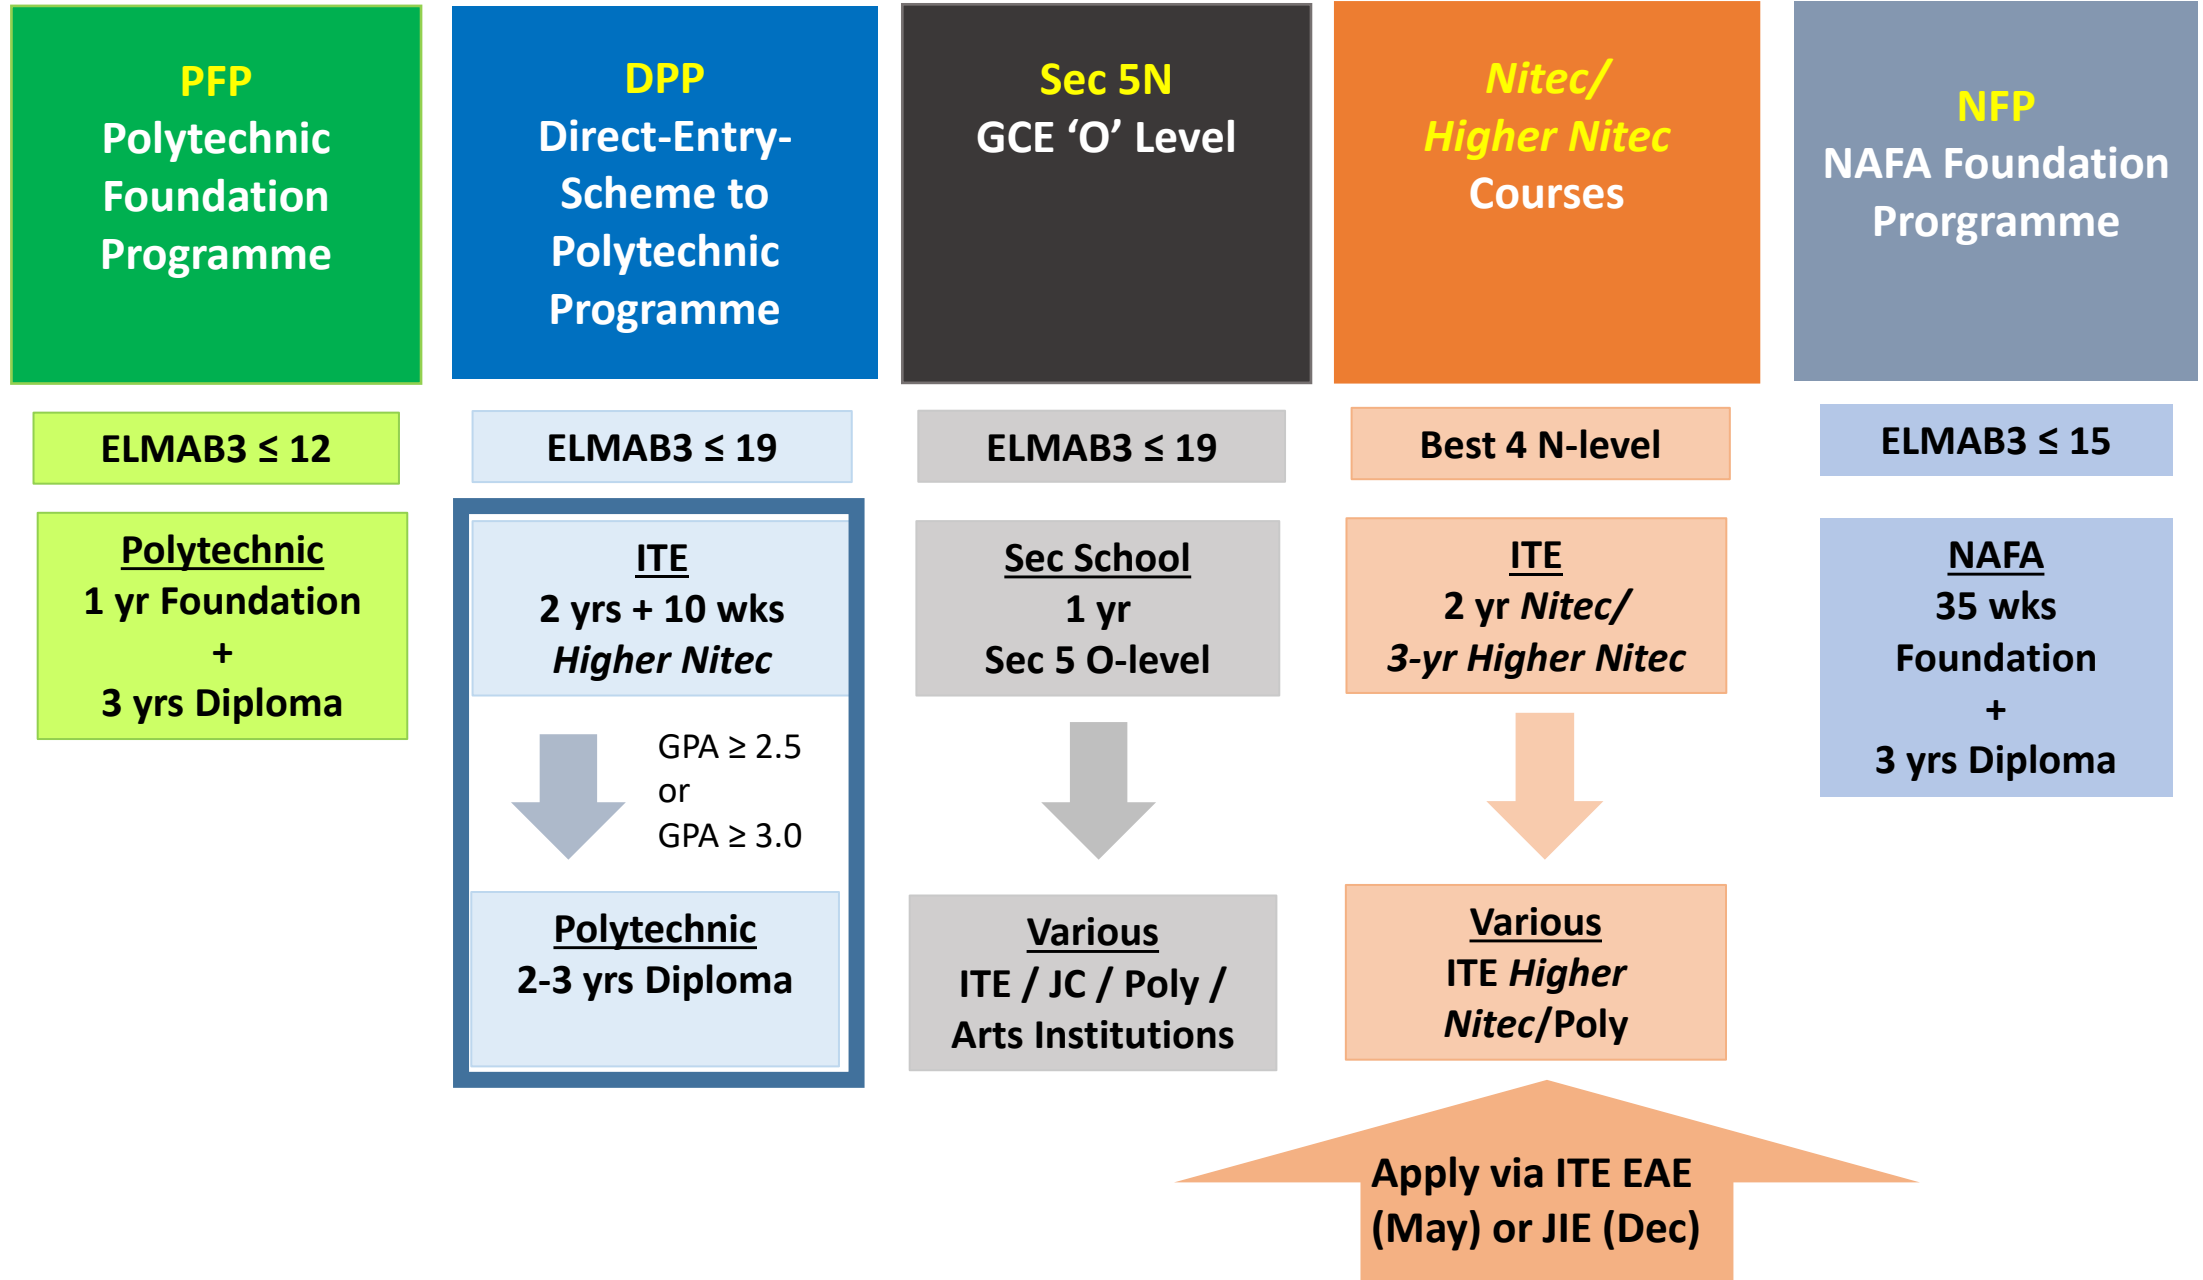 PFP
Polytechnic
Foundation
Programme
ELMAB3 ≤ 12
Polytechnic
1 yr Foundation
+
3 yrs Diploma
DPP
Direct-Entry-
Scheme to
Polytechnic
Programme
ELMAB3 ≤ 19
ITE
2 yrs + 10 wks
Higher Nitec
GPA ≥ 2.5
or
GPA ≥ 3.0
Polytechnic
2-3 yrs Diploma
Sec 5N
GCE ‘O’ Level
ELMAB3 ≤ 19
Sec School
1 yr
Sec 5 O-level
Various
ITE / JC / Poly /
Arts Institutions
Nitec/
Higher Nitec
Courses
Best 4 N-level
ITE
2 yr Nitec/
3-yr Higher Nitec
Various
ITE Higher
Nitec/Poly
Apply via ITE EAE
(May) or JIE (Dec)
NFP
NAFA Foundation
Prorgramme
ELMAB3 ≤ 15
NAFA
35 wks
Foundation
+
3 yrs Diploma